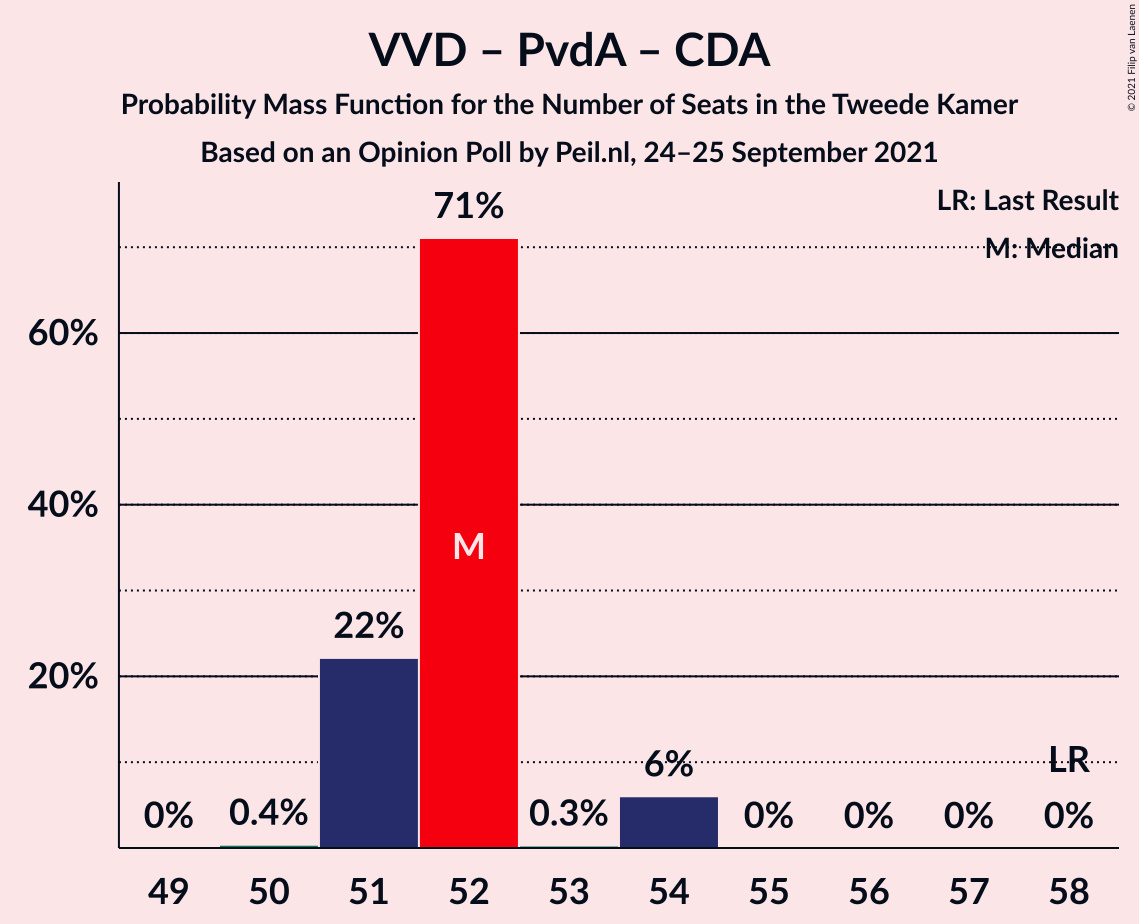 VVD – PvdA – CDA
Probability Mass Function for the Number of Seats in the Tweede Kamer
Based on an Opinion Poll by Peil.nl, 24–25 September 2021
© 2021 Filip van Laenen
LR: Last Result
M: Median
71%
60%
40%
M
22%
20%
6%
LR
0%
0.4%
0.3%
0%
0%
0%
0%
49 50 51 52 53 54 55 56 57 58